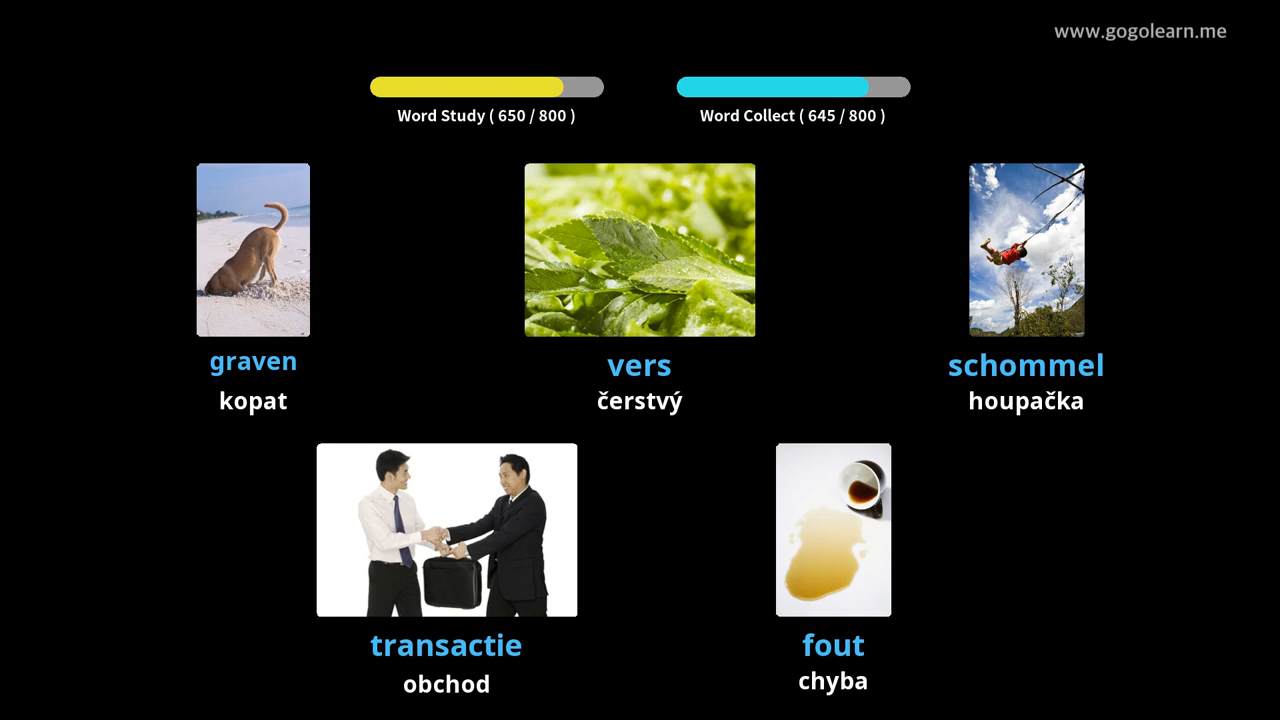 www.gogolearn.me
Word Study ( 650 / 800 )
Word Collect ( 645 / 800 )
graven
kopat
vers
čerstvý
schommel
houpačka
transactie
obchod
fout
chyba